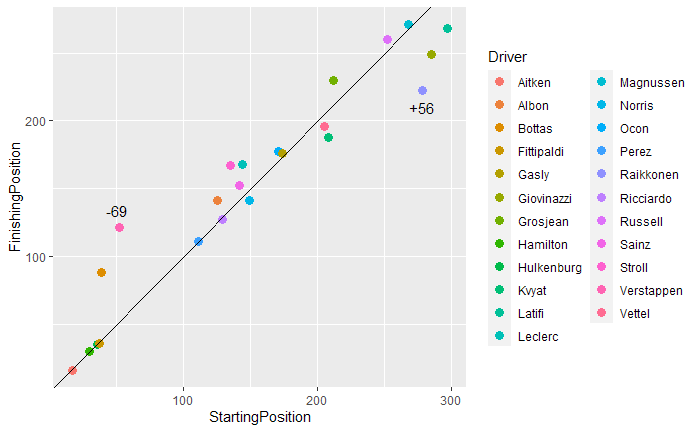 Driver
Aitken
Albon
Bottas
Fittipaldi
Gasly
Giovinazzi
Grosjean
Hamilton
Hulkenburg
Kvyat
Latifi
Leclerc
Magnussen
Norris
Ocon
Perez
Raikkonen
Ricciardo
Russell
Sainz
Stroll
Verstappen
Vettel
+56
-69
200
100
FinishingPosition
100 200 300
StartingPosition